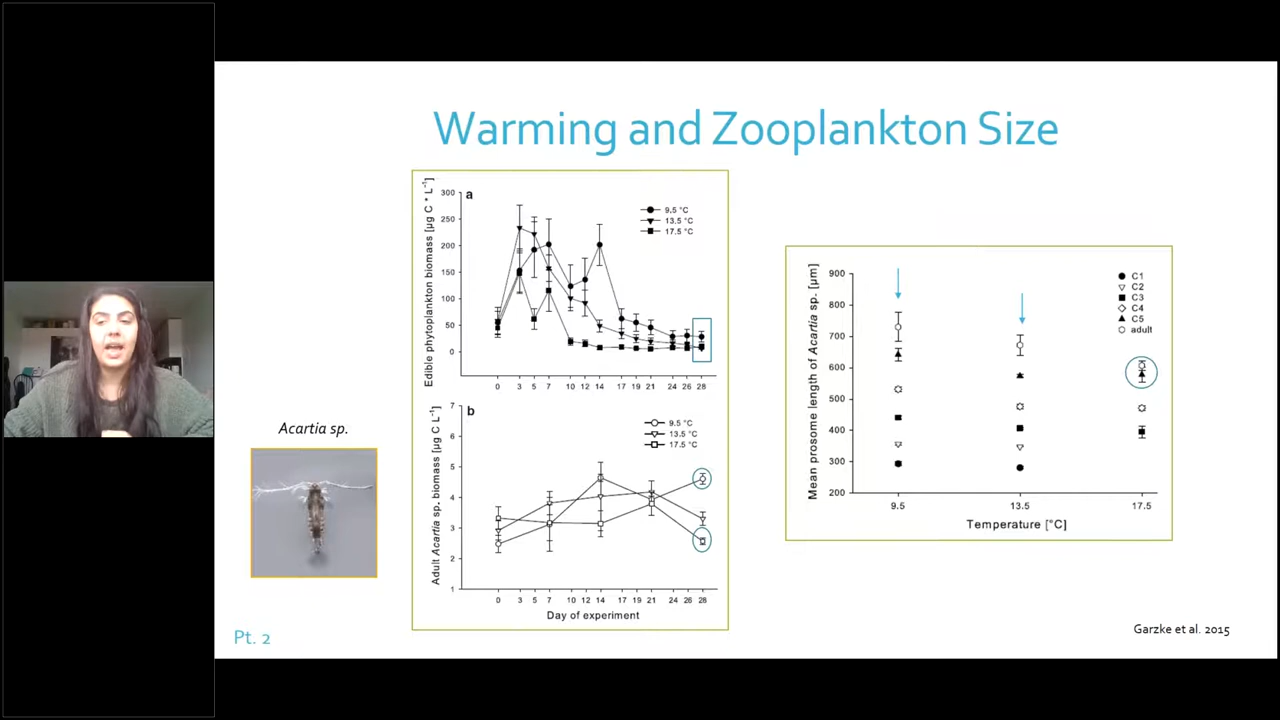 Warming and Zooplankton Size
a
Edible phytoplankton biomass [µg C * L⁻¹]
300
250
200
150
100
50
0
9.5 °C
13.5 °C
17.5 °C
0 3 5 7 10 12 14 17 19 21 24 26 28
b
Adult Acartia sp. biomass [µg C L⁻¹]
7
6
5
4
3
2
1
9.5 °C
13.5 °C
17.5 °C
0 3 5 7 10 12 14 17 19 21 24 26 28
Day of experiment
Mean prosome length of Acartia sp. [µm]
900
800
700
600
500
400
300
200
C1
C2
C3
C4
C5
adult
9.5 13.5 17.5
Temperature [°C]
Acartia sp.
Pt. 2
Garzke et al. 2015